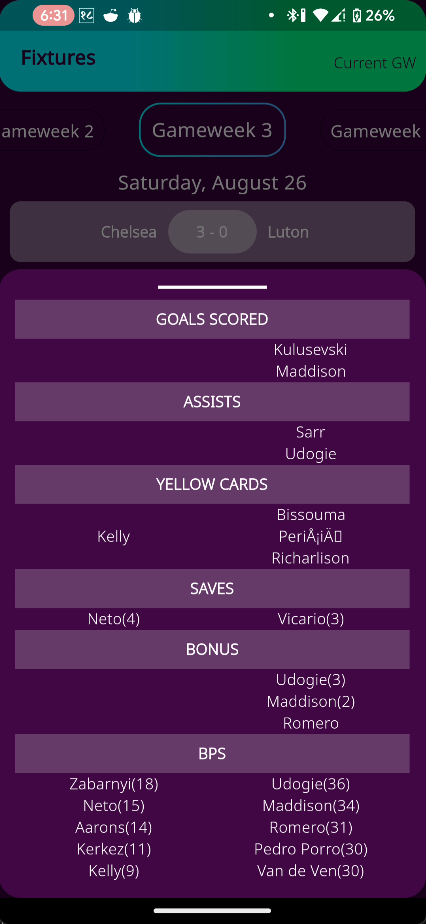 6:31 26%
Fixtures
Current GW
ameweek 2 Gameweek 3 Gameweek
Saturday, August 26
Chelsea 3 - 0 Luton
GOALS SCORED
Kulusevski
Maddison
ASSISTS
Sarr
Udogie
YELLOW CARDS
Bissouma
Kelly PeriÅ¡iÄ
Richarlison
SAVES
Neto(4) Vicario(3)
BONUS
Udogie(3)
Maddison(2)
Romero
BPS
Zabarnyi(18) Udogie(36)
Neto(15) Maddison(34)
Aarons(14) Romero(31)
Kerkez(11) Pedro Porro(30)
Kelly(9) Van de Ven(30)